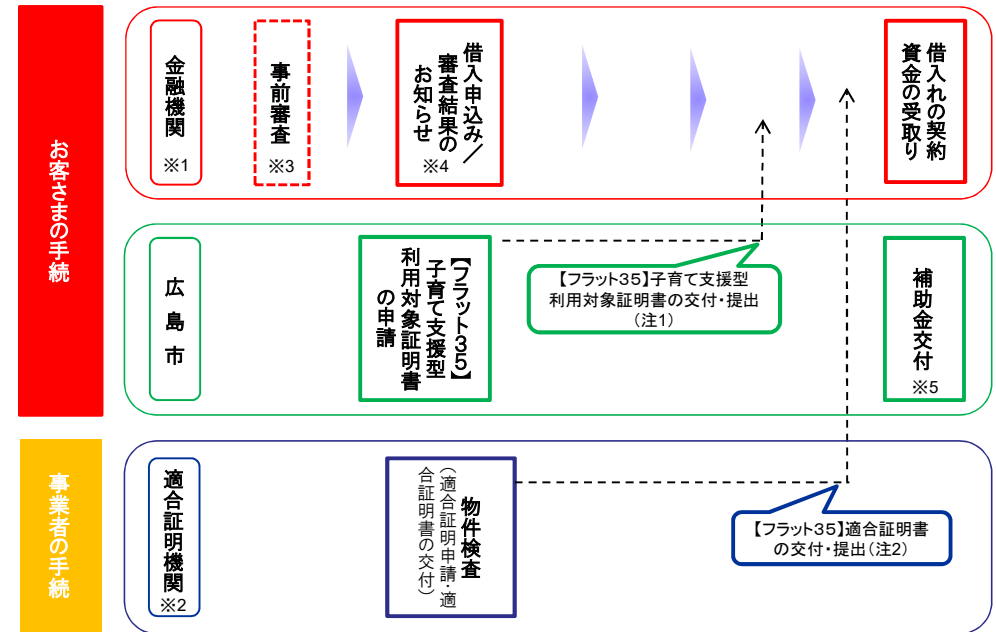 お客さまの手続
金融機関
※1
事前審査
※3
借入申込み／
審査結果の
お知らせ
※4
借入れの契約
資金の受取り
広島市
【フラット３５】
子育て支援型
利用対象証明書
の申請
【フラット35】子育て支援型
利用対象証明書の交付・提出
（注1）
補助金交付
※5
事業者の手続
適合証明機関
※2
物件検査
（適合証明申請・適
合証明書の交付）
【フラット35】適合証明書
の交付・提出（注2）